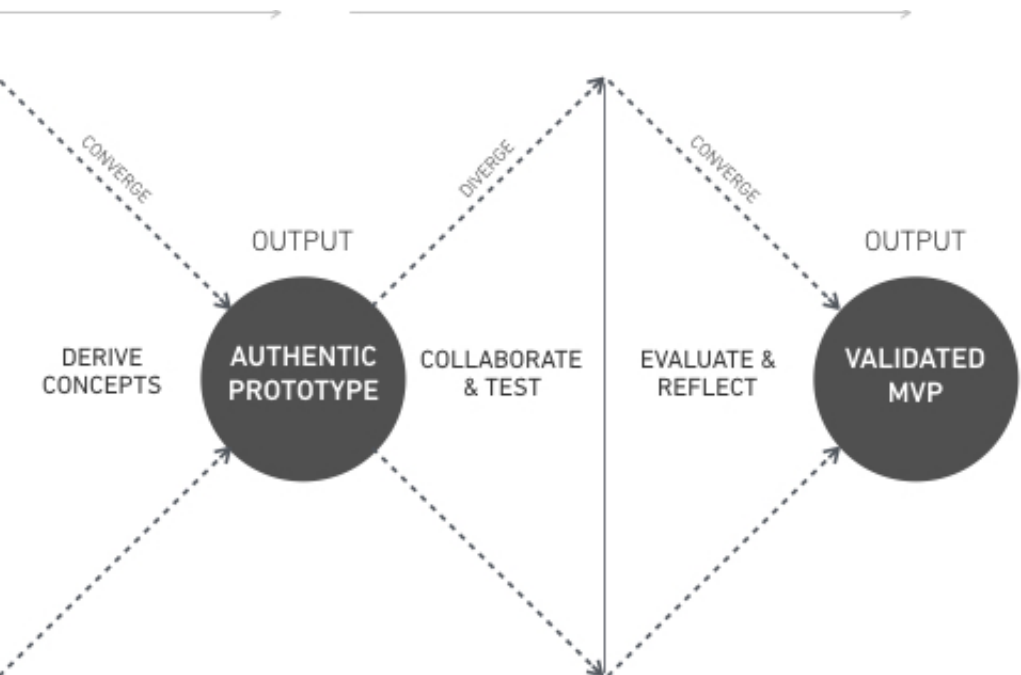 CONVERGE
DIVERGE
CONVERGE
OUTPUT
OUTPUT
DERIVE
CONCEPTS
AUTHENTIC
PROTOTYPE
COLLABORATE
& TEST
EVALUATE &
REFLECT
VALIDATED
MVP